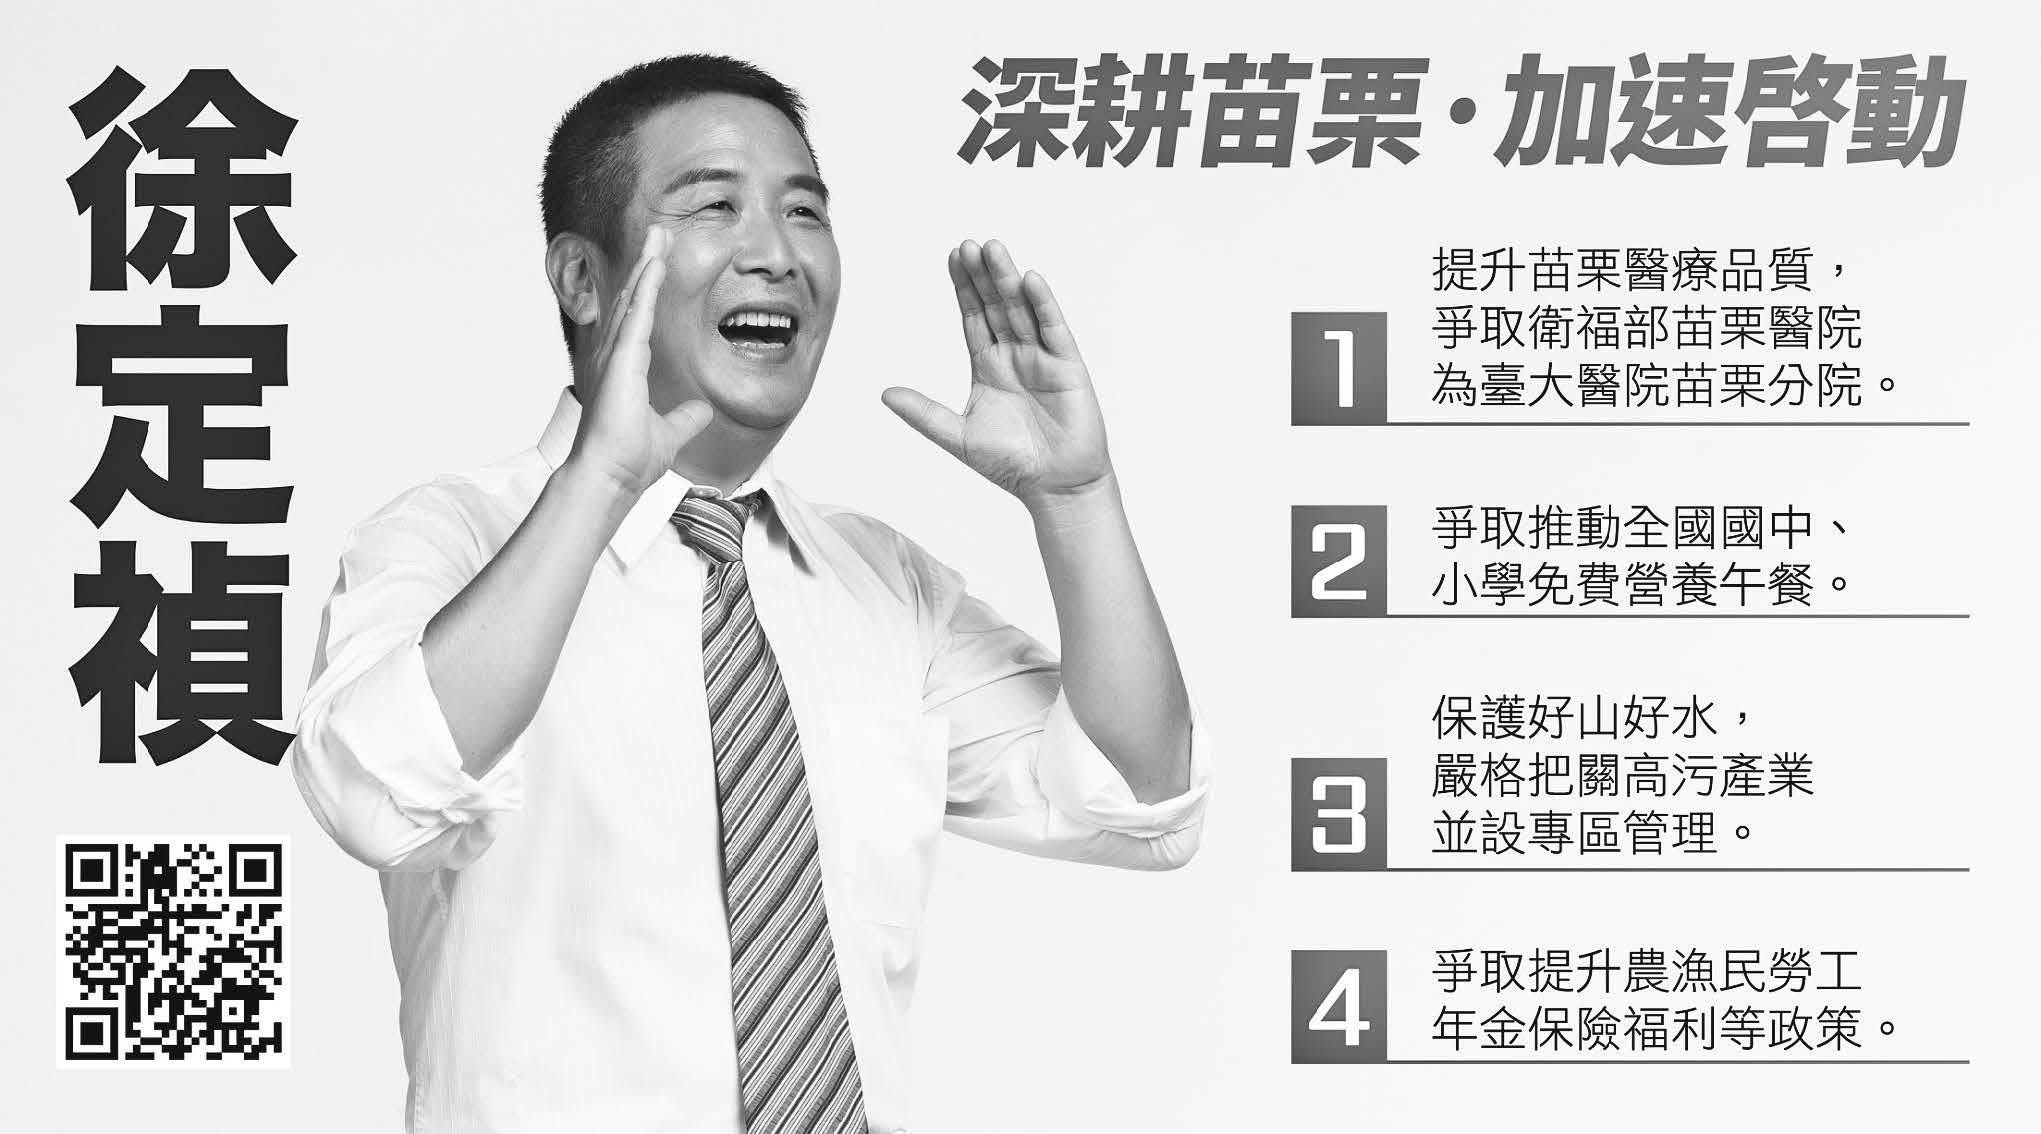 徐定禎
深耕苗栗·加速啓動
1
提升苗栗醫療品質，
爭取衛福部苗栗醫院
為臺大醫院苗栗分院。
2
爭取推動全國國中、
小學免費營養午餐。
3
保護好山好水，
嚴格把關高污產業
並設專區管理。
4
爭取提升農漁民勞工
年金保險福利等政策。